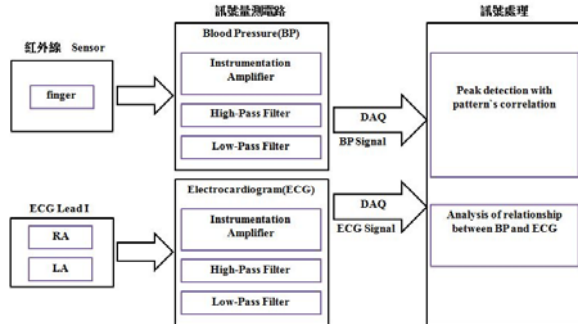 訊號量測電路
訊號處理
紅外線 Sensor
finger
Blood Pressure(BP)
Instrumentation
Amplifier
High-Pass Filter
Low-Pass Filter
DAQ
BP Signal
Peak detection with
pattern's correlation
ECG Lead I
RA
LA
Electrocardiogram(ECG)
Instrumentation
Amplifier
High-Pass Filter
Low-Pass Filter
DAQ
ECG Signal
Analysis of relationship
between BP and ECG